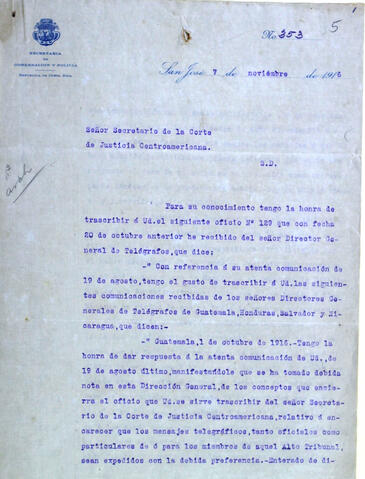 5
No. 353
SECRETARIA
DE
GOBERNACION Y POLICIA
REPUBLICA DE COSTA RICA
San José 7 de noviembre de 1916
Señor Secretario de la Corte
de Justicia Centroamericana.
S.D.
Para su conocimiento tengo la honra de
trascribir á Ud.el siguiente oficio Nº 129 que con fecha
20 de octubre anterior he recibido del señor Director Ge-
neral de Telégrafos,que dice;
-" Con referencia á su atenta comunicación de
19 de agosto,tengo el gusto de trascribir á Ud.las siguien-
tes comunicaciones recibidas de los señores Directores Ge-
nerales de Telégrafos de Guatemala,Honduras,Salvador y Ni-
caragua,que dicen:-
-" Guatemala,1 de octubre de 1916.-Tengo la
honra de dar respuesta á la atenta comunicación de Ud.,de
19 de agosto último,manifestándole que se ha tomado debida
nota en esta Dirección General,de los conceptos que encie-
rra el oficio que Ud.se sirve trascribir del señor Secreta-
rio de la Corte de Justicia Centroamericana,relativo á en-
carecer que los mensajes telegráficos,tanto oficiales como
particulares de ó para los miembros de aquel Alto Tribunal,
sean expedidos con la debida preferencia.-Enterado de di-